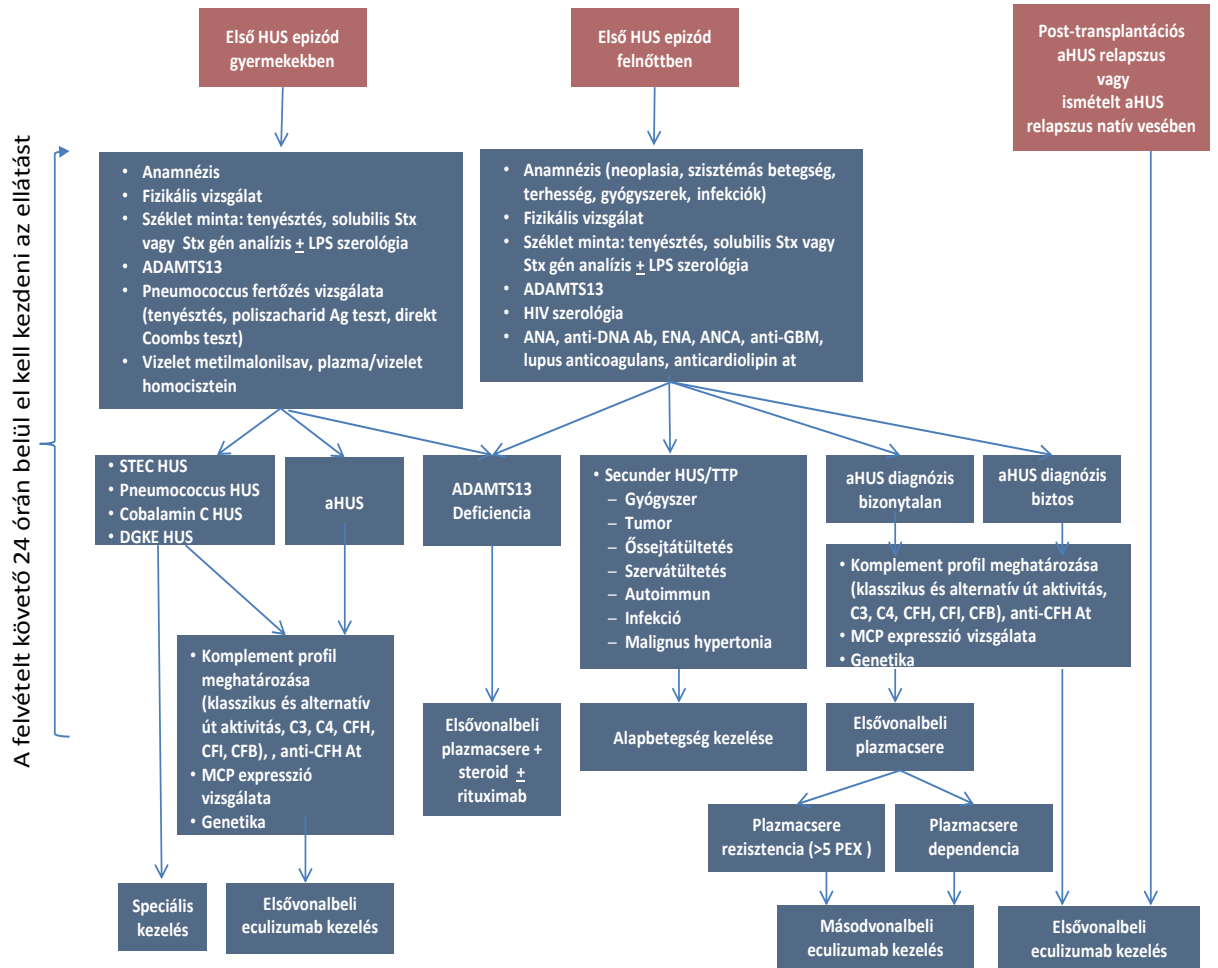 Első HUS epizód
gyermekekben
Első HUS epizód
felnőttben
Post-transplantációs
aHUS relapszus
vagy
ismételt aHUS
relapszus natív vesében
A felvételt követő 24 órán belül el kell kezdeni az ellátást
• Anamnézis
• Fizikális vizsgálat
• Széklet minta: tenyésztés, solubilis Stx
vagy Stx gén analízis + LPS szerológia
• ADAMTS13
• Pneumococcus fertőzés vizsgálata
(tenyésztés, poliszacharid Ag teszt, direkt
Coombs teszt)
• Vizelet metilmalonilsav, plazma/vizelet
homocisztein
• Anamnézis (neoplasia, szisztémás betegség,
terhesség, gyógyszerek, infekciók)
• Fizikális vizsgálat
• Széklet minta: tenyésztés, solubilis Stx vagy
Stx gén analízis + LPS szerológia
• ADAMTS13
• HIV szerológia
• ANA, anti-DNA Ab, ENA, ANCA, anti-GBM,
lupus anticoagulans, anticardiolipin at
• STEC HUS
• Pneumococcus HUS
• Cobalamin C HUS
• DGKE HUS
aHUS
ADAMTS13
Deficiencia
• Secunder HUS/TTP
– Gyógyszer
– Tumor
– Őssejtátültetés
– Szervátültetés
– Autoimmun
– Infekció
– Malignus hypertonia
aHUS diagnózis
bizonytalan
aHUS diagnózis
biztos
• Komplement profil meghatározása
(klasszikus és alternatív út aktivitás,
C3, C4, CFH, CFI, CFB), anti-CFH At
• MCP expresszió vizsgálata
• Genetika
• Komplement profil
meghatározása
(klasszikus és alternatív
út aktivitás, C3, C4, CFH,
CFI, CFB), , anti-CFH At
• MCP expresszió
vizsgálata
• Genetika
Elsővonalbeli
plazmacsere +
steroid +
rituximab
Alapbetegség kezelése
Elsővonalbeli
plazmacsere
Plazmacsere
rezisztencia (>5 PEX )
Plazmacsere
dependencia
Speciális
kezelés
Elsővonalbeli
eculizumab kezelés
Másodvonalbeli
eculizumab kezelés
Elsővonalbeli
eculizumab kezelés